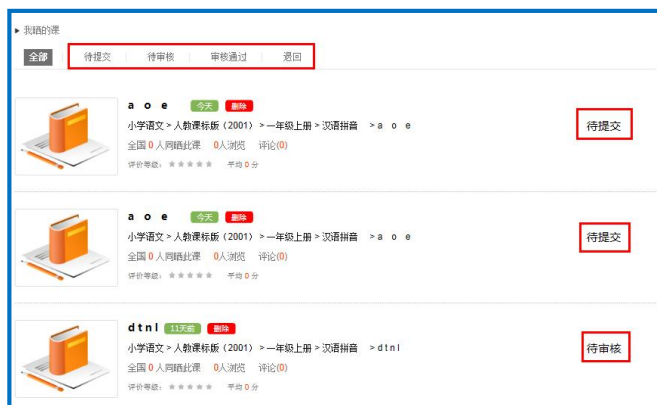 ▸ 我晒的课
全部 待提交 待审核 审核通过 退回
a o e 今天 删除
小学语文 > 人教课标版（2001） > 一年级上册 > 汉语拼音 > a o e
待提交
全国 0 人同晒此课 0人浏览 评论(0)
评价等级： ★★★★★ 平均 0 分
a o e 今天 删除
小学语文 > 人教课标版（2001） > 一年级上册 > 汉语拼音 > a o e
待提交
全国 0 人同晒此课 0人浏览 评论(0)
评价等级： ★★★★★ 平均 0 分
d t n l 11天前 删除
小学语文 > 人教课标版（2001） > 一年级上册 > 汉语拼音 > d t n l
待审核
全国 0 人同晒此课 0人浏览 评论(0)
评价等级： ★★★★★ 平均 0 分